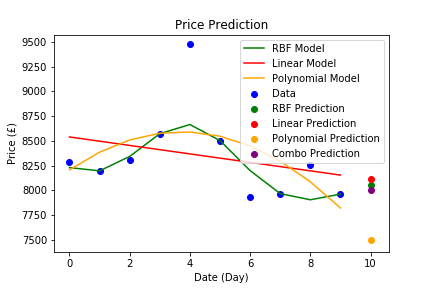 Price Prediction
9500
9250
9000
8750
8500
8250
8000
7750
7500
Price (£)
RBF Model
Linear Model
Polynomial Model
Data
RBF Prediction
Linear Prediction
Polynomial Prediction
Combo Prediction
0 2 4 6 8 10
Date (Day)